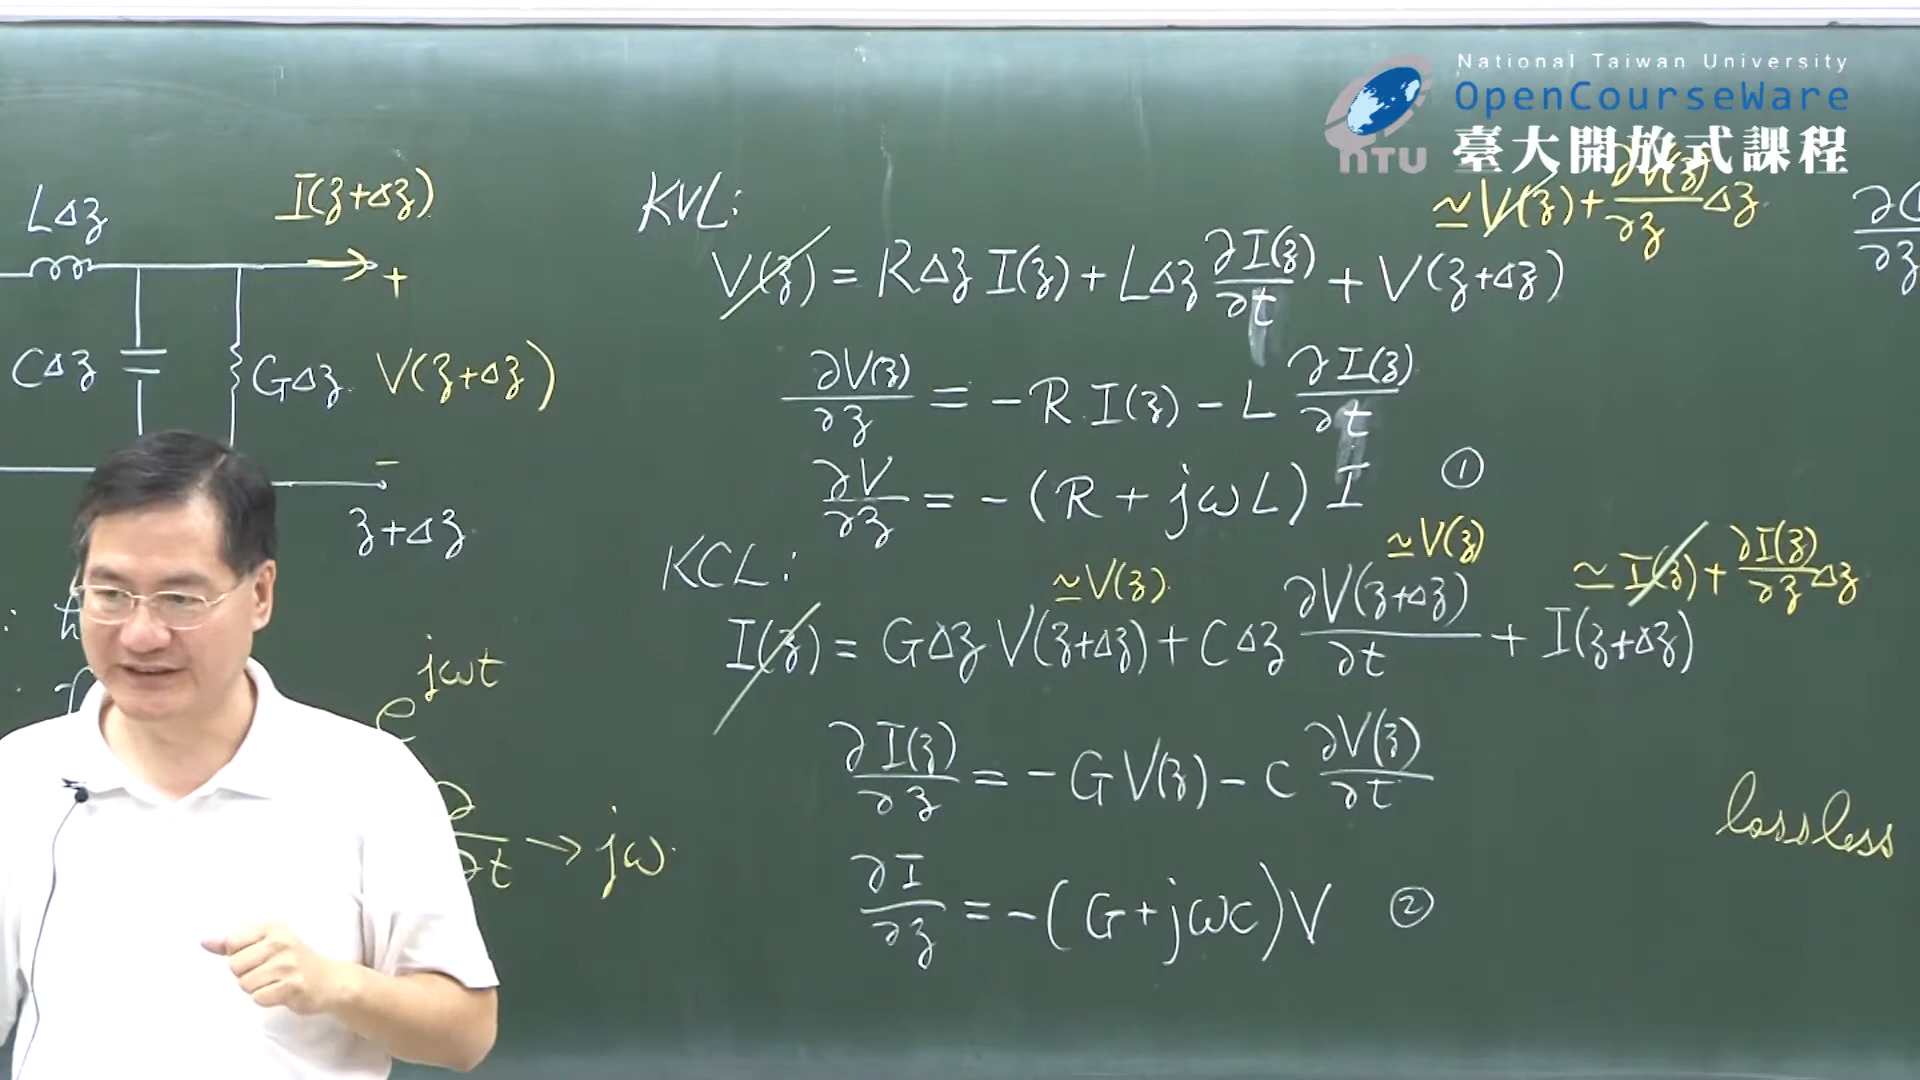 National Taiwan University
OpenCourseWare
臺大開放式課程
NTU
LΔz
I(z+Δz)
+
CΔz
GΔz
V(z+Δz)
−
z+Δz
e^{jωt}
∂/∂t → jω
KVL:
≃ V(z) + ∂V(z)/∂z Δz
V(z) = RΔz I(z) + LΔz ∂I(z)/∂t + V(z+Δz)
∂V(z)/∂z = −R I(z) − L ∂I(z)/∂t
∂V/∂z = −(R + jωL) I ①
KCL:
≃V(z)
≃V(z)
≃ I(z) + ∂I(z)/∂z Δz
I(z) = GΔz V(z+Δz) + CΔz ∂V(z+Δz)/∂t + I(z+Δz)
∂I(z)/∂z = −G V(z) − C ∂V(z)/∂t
∂I/∂z = −(G + jωC) V ②
lossless